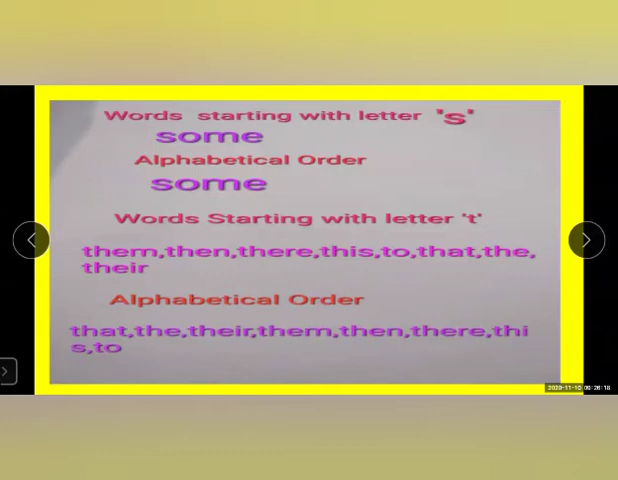 Words starting with letter 's'
some
Alphabetical Order
some
Words Starting with letter 't'
them,then,there,this,to,that,the,
their
Alphabetical Order
that,the,their,them,then,there,thi
s,to
2020-11-10 09:26:18